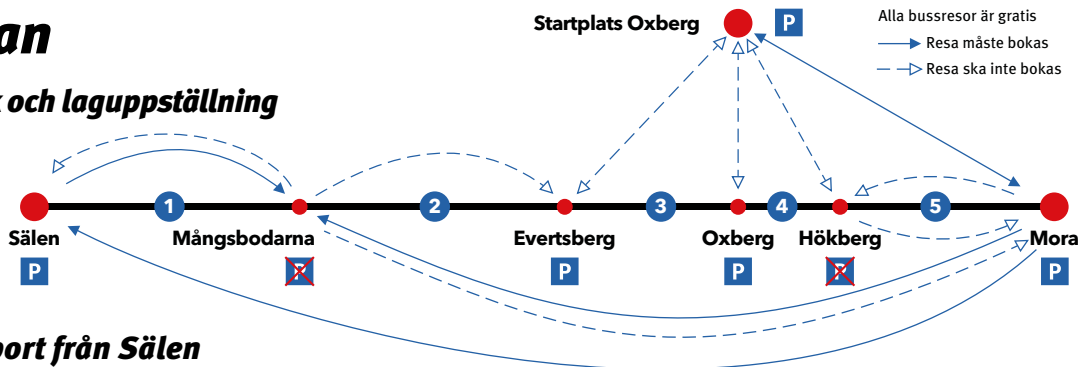 an
och laguppställning
Startplats Oxberg P
Alla bussresor är gratis
Resa måste bokas
Resa ska inte bokas
1 2 3 4 5
Sälen Mångsbodarna Evertsberg Oxberg Hökberg Mora
P P P P P P
port från Sälen